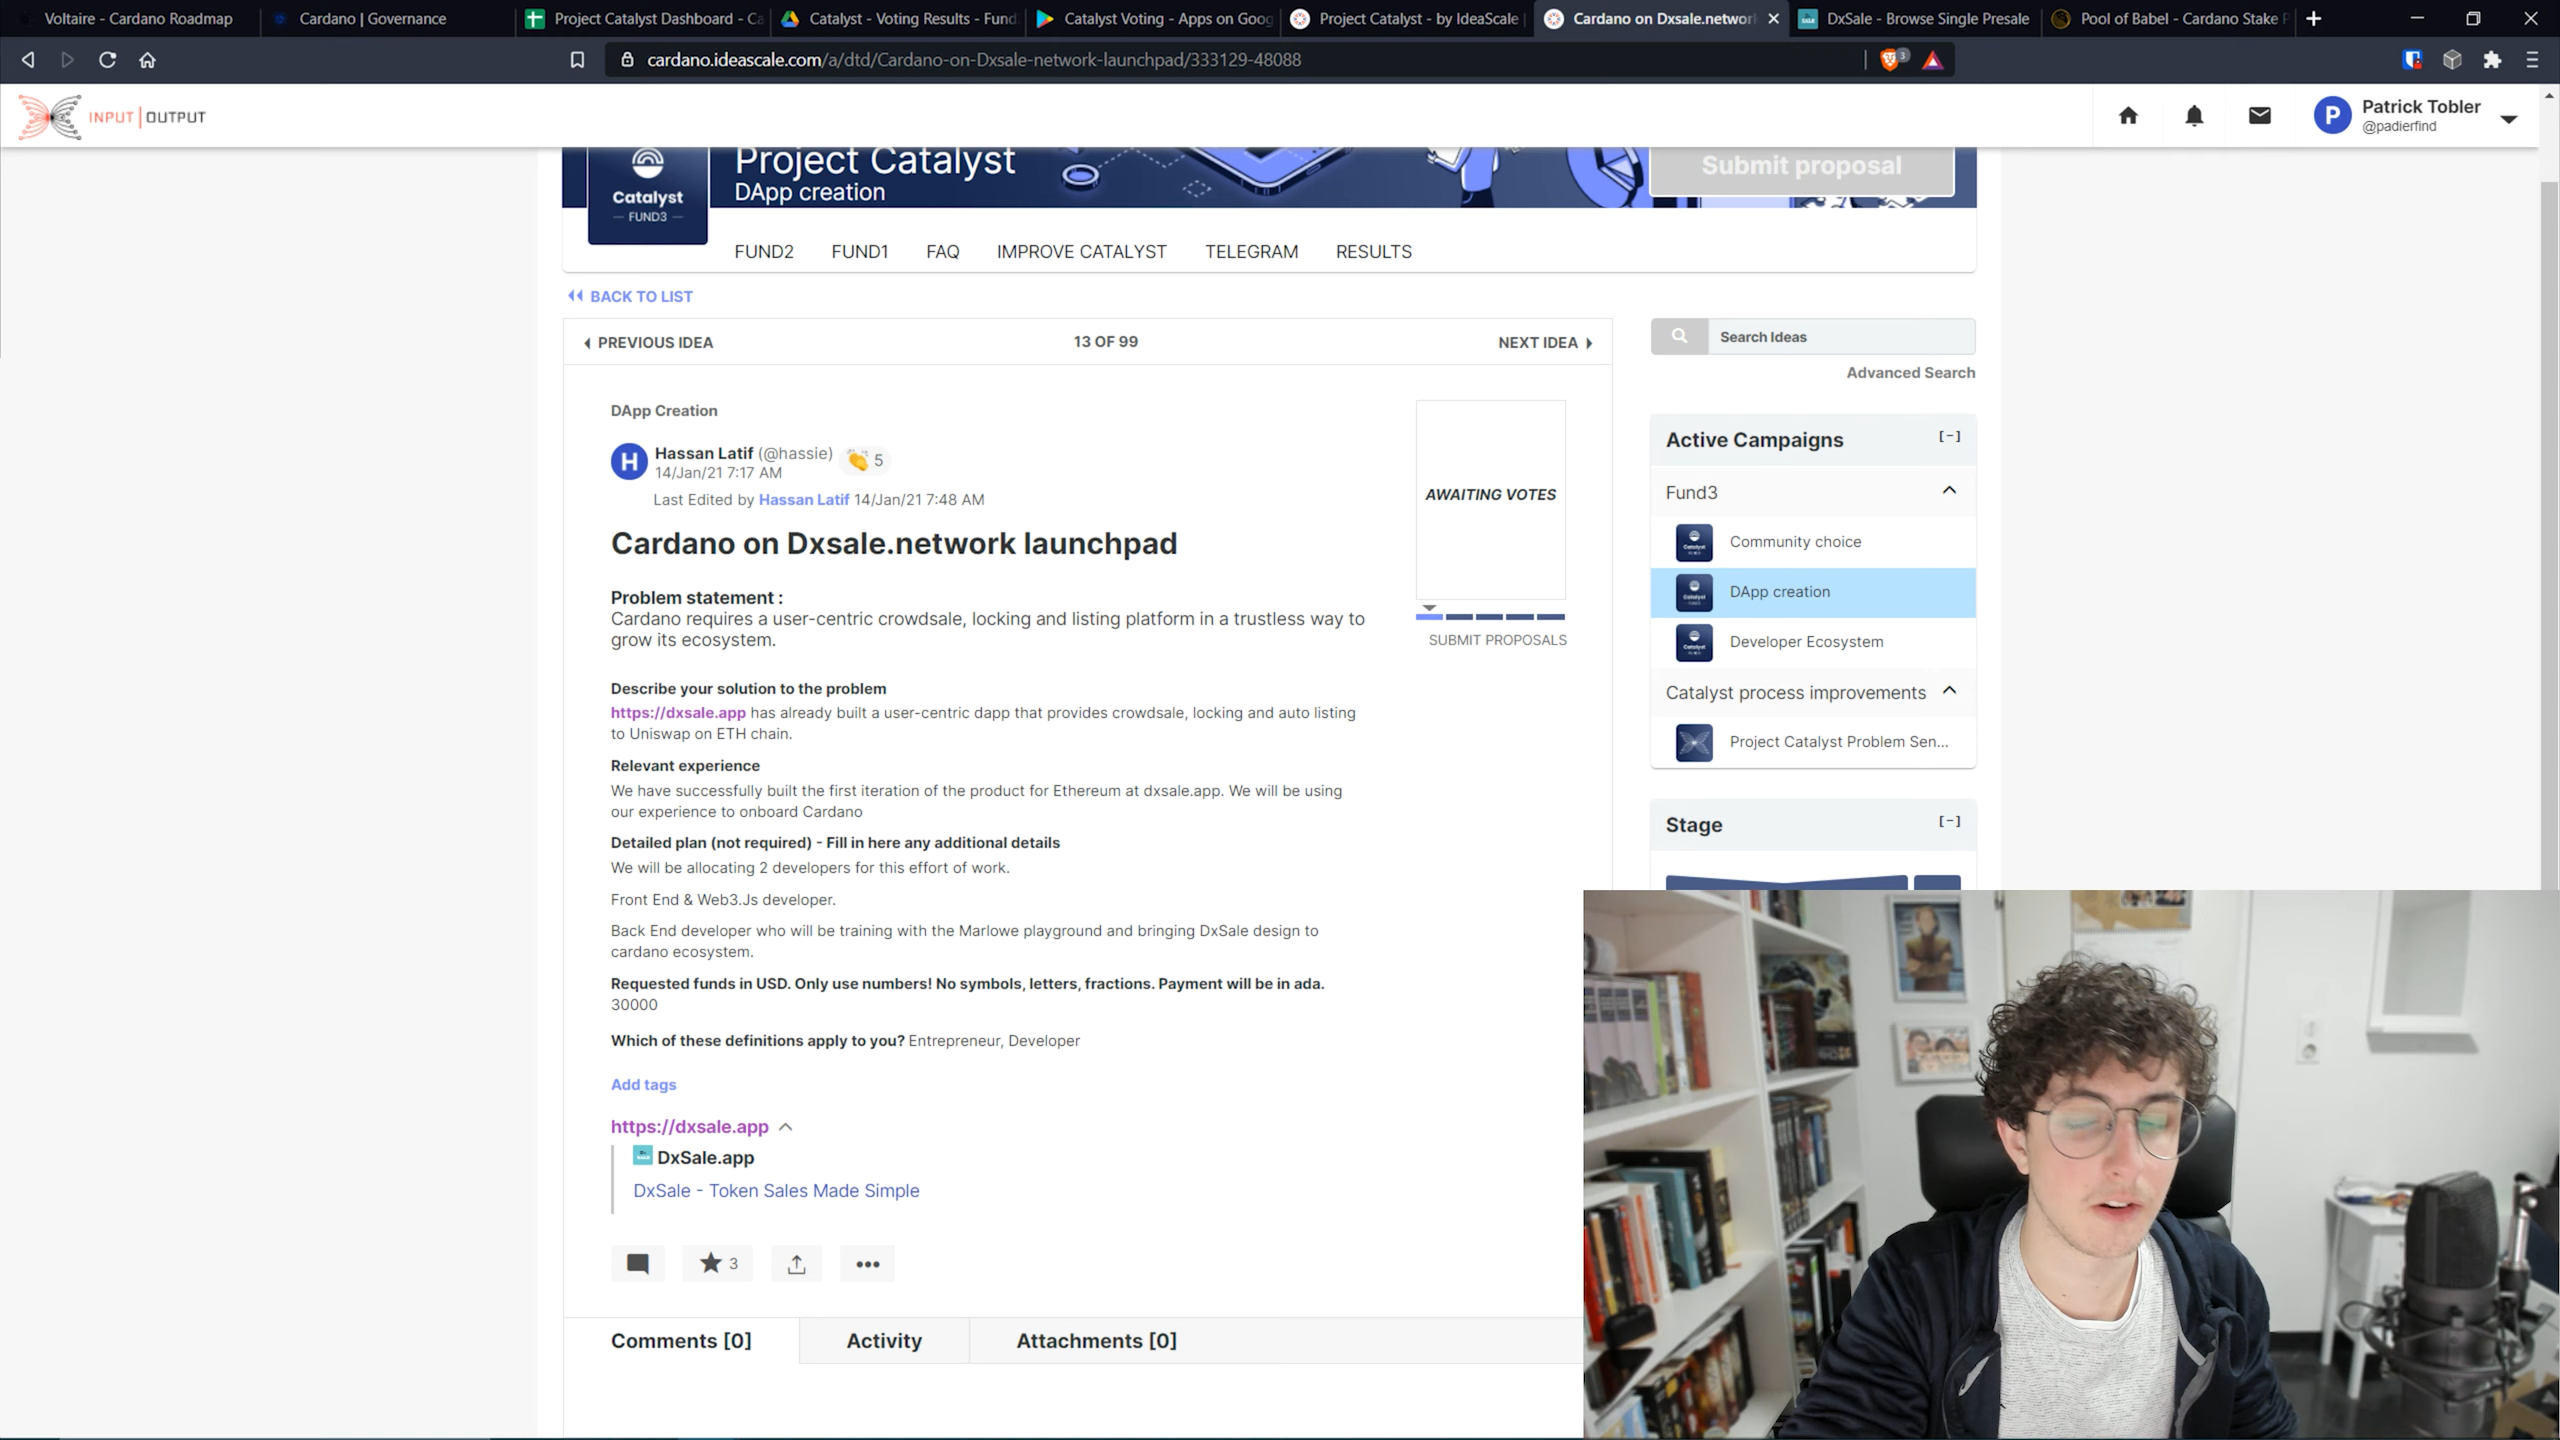 Voltaire - Cardano Roadmap
Cardano | Governance
Project Catalyst Dashboard - Ca
Catalyst - Voting Results - Fund
Catalyst Voting - Apps on Goog
Project Catalyst - by IdeaScale
Cardano on Dxsale.networ
DxSale - Browse Single Presale
Pool of Babel - Cardano Stake P
cardano.ideascale.com/a/dtd/Cardano-on-Dxsale-network-launchpad/333129-48088
3
INPUT | OUTPUT
P
Patrick Tobler
@padierfind
Catalyst
— FUND3 —
Project Catalyst
DApp creation
Submit proposal
FUND2 FUND1 FAQ IMPROVE CATALYST TELEGRAM RESULTS
BACK TO LIST
PREVIOUS IDEA 13 OF 99 NEXT IDEA
DApp Creation
H
Hassan Latif (@hassie) 5
14/Jan/21 7:17 AM
Last Edited by Hassan Latif 14/Jan/21 7:48 AM
AWAITING VOTES
SUBMIT PROPOSALS
Cardano on Dxsale.network launchpad
Problem statement :
Cardano requires a user-centric crowdsale, locking and listing platform in a trustless way to
grow its ecosystem.
Describe your solution to the problem
https://dxsale.app has already built a user-centric dapp that provides crowdsale, locking and auto listing
to Uniswap on ETH chain.
Relevant experience
We have successfully built the first iteration of the product for Ethereum at dxsale.app. We will be using
our experience to onboard Cardano
Detailed plan (not required) - Fill in here any additional details
We will be allocating 2 developers for this effort of work.
Front End & Web3.Js developer.
Back End developer who will be training with the Marlowe playground and bringing DxSale design to
cardano ecosystem.
Requested funds in USD. Only use numbers! No symbols, letters, fractions. Payment will be in ada.
30000
Which of these definitions apply to you? Entrepreneur, Developer
Add tags
https://dxsale.app
DxSale.app
DxSale - Token Sales Made Simple
3
Comments [0] Activity Attachments [0]
Search Ideas
Advanced Search
Active Campaigns [-]
Fund3
Community choice
DApp creation
Developer Ecosystem
Catalyst process improvements
Project Catalyst Problem Sen...
Stage [-]